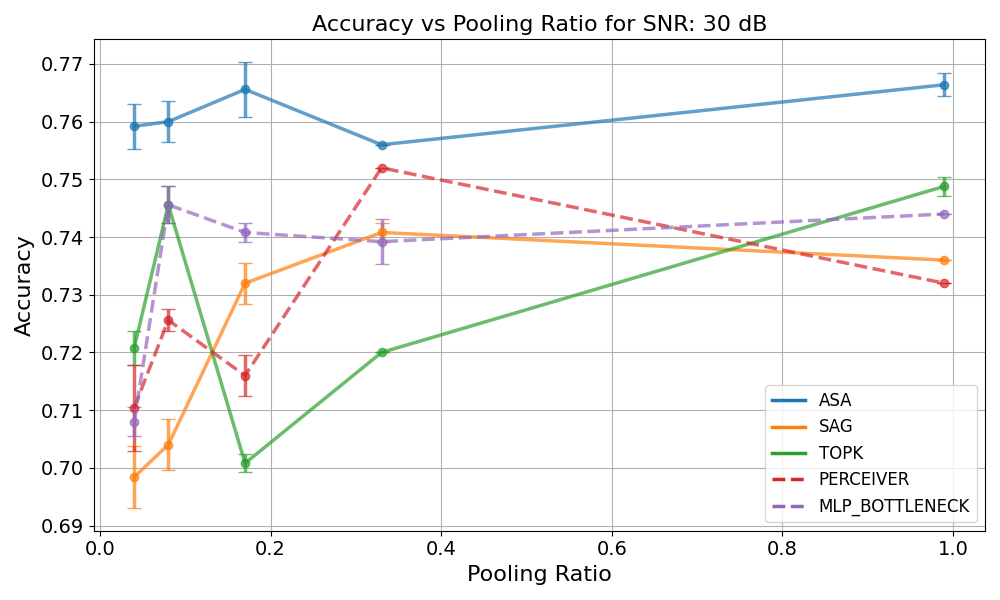 Accuracy vs Pooling Ratio for SNR: 30 dB
Accuracy
0.77
0.76
0.75
0.74
0.73
0.72
0.71
0.70
0.69
0.0
0.2
0.4
0.6
0.8
1.0
Pooling Ratio
ASA
SAG
TOPK
PERCEIVER
MLP_BOTTLENECK